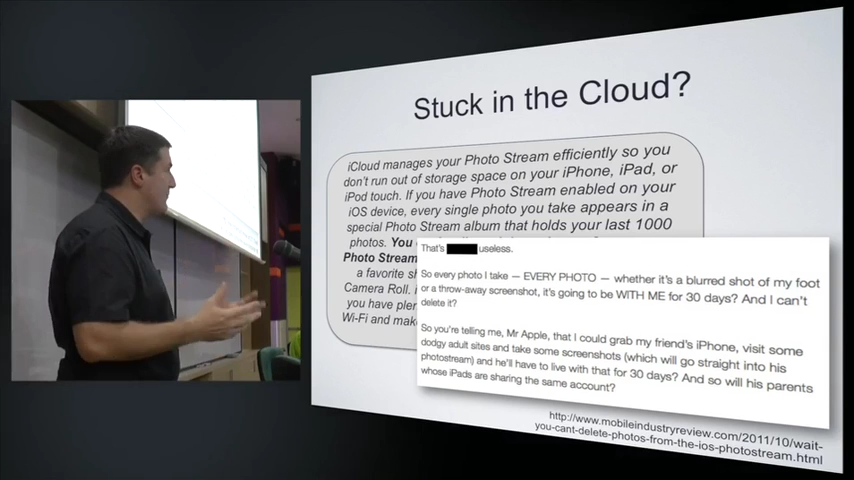 Stuck in the Cloud?
iCloud manages your Photo Stream efficiently so you
don't run out of storage space on your iPhone, iPad, or
iPod touch. If you have Photo Stream enabled on your
iOS device, every single photo you take appears in a
special Photo Stream album that holds your last 1000
photos. You
Photo Stream
a favorite
Camera Roll.
you have
Wi-Fi and
That's useless.
So every photo I take — EVERY PHOTO — whether it's a blurred shot of my foot
or a throw-away screenshot, it's going to be WITH ME for 30 days? And I can't
delete it?
So you're telling me, Mr Apple, that I could grab my friend's iPhone, visit some
dodgy adult sites and take some screenshots (which will go straight into his
photostream) and he'll have to live with that for 30 days? And so will his parents
whose iPads are sharing the same account?
http://www.mobileindustryreview.com/2011/10/wait-
you-cant-delete-photos-from-the-ios-photostream.html